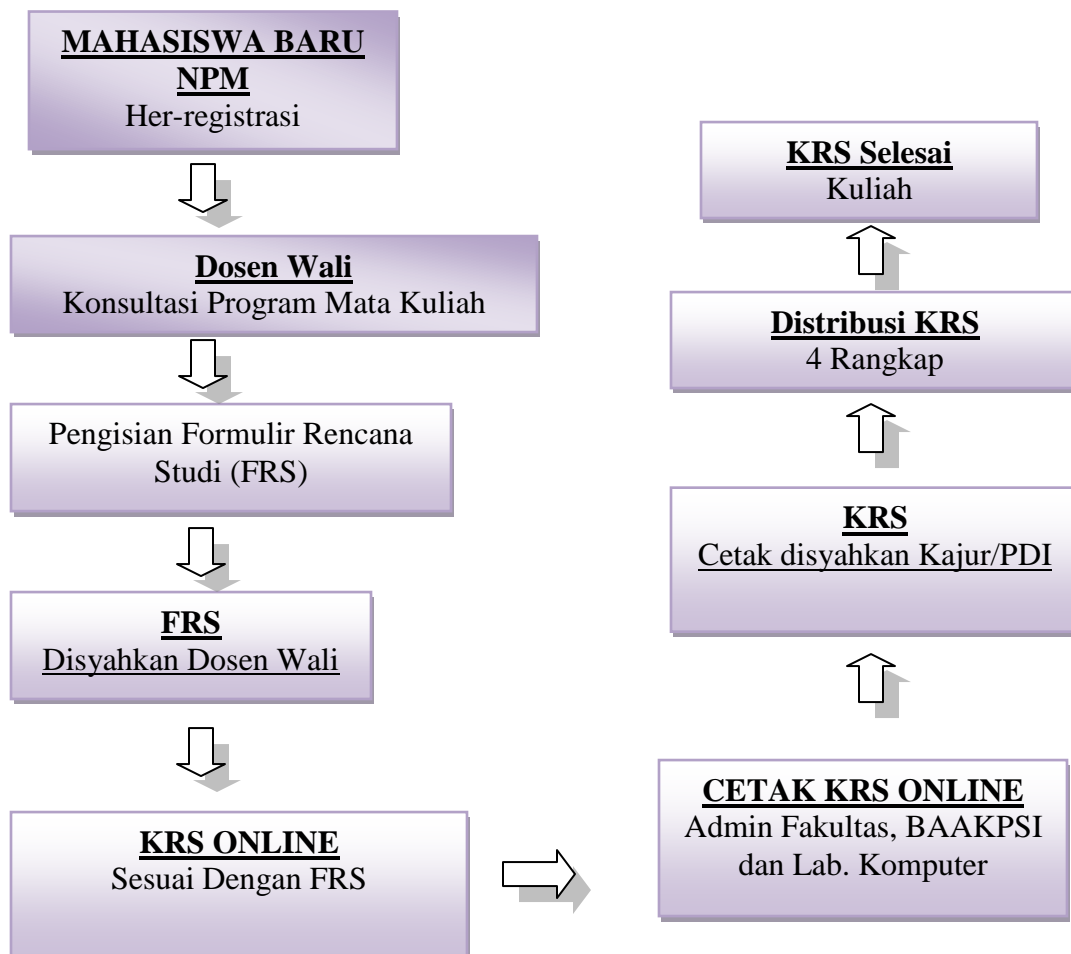 MAHASISWA BARU
NPM
Her-registrasi
Dosen Wali
Konsultasi Program Mata Kuliah
Pengisian Formulir Rencana
Studi (FRS)
FRS
Disyahkan Dosen Wali
KRS ONLINE
Sesuai Dengan FRS
CETAK KRS ONLINE
Admin Fakultas, BAAKPSI
dan Lab. Komputer
KRS
Cetak disyahkan Kajur/PDI
Distribusi KRS
4 Rangkap
KRS Selesai
Kuliah